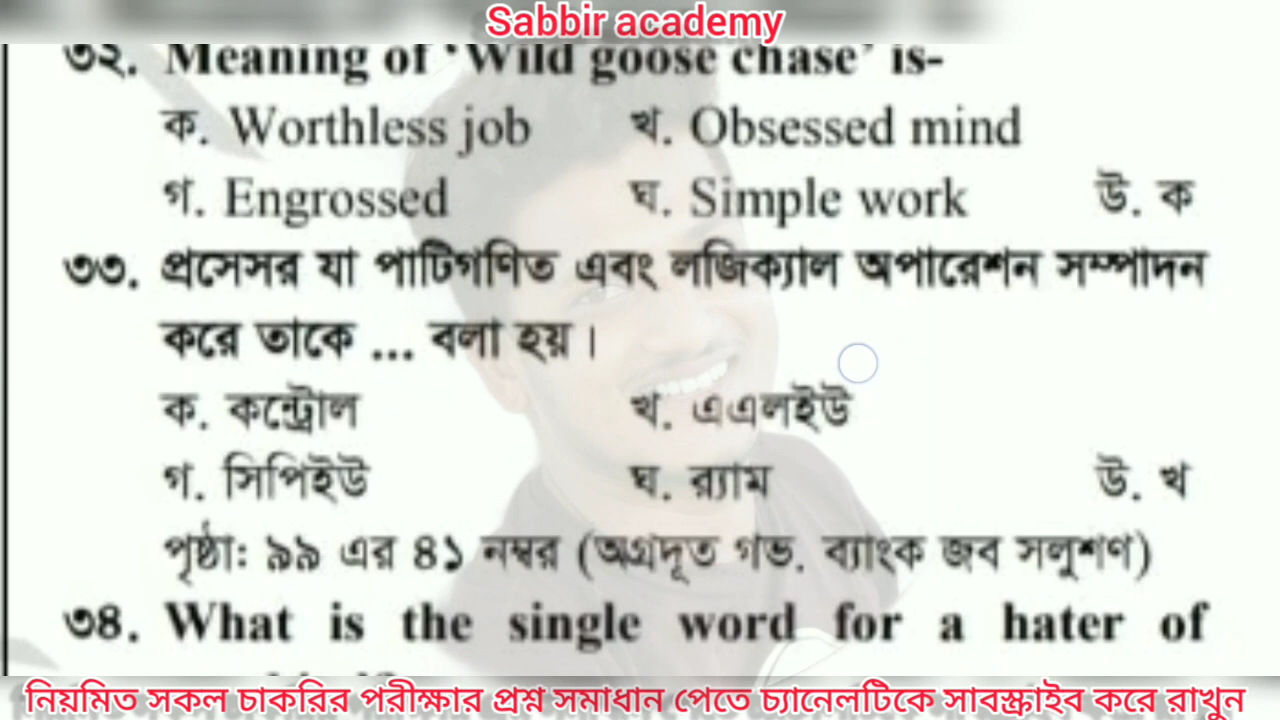 Sabbir academy
৩২. Meaning of ‘Wild goose chase’ is-
ক. Worthless job খ. Obsessed mind
গ. Engrossed ঘ. Simple work উ. ক
৩৩. প্রসেসর যা পাটিগণিত এবং লজিক্যাল অপারেশন সম্পাদন
করে তাকে ... বলা হয়।
ক. কন্ট্রোল খ. এএলইউ
গ. সিপিইউ ঘ. র‍্যাম উ. খ
পৃষ্ঠা: ৯৯ এর ৪১ নম্বর (অগ্রদূত গভ. ব্যাংক জব সলুশণ)
৩৪. What is the single word for a hater of
নিয়মিত সকল চাকরির পরীক্ষার প্রশ্ন সমাধান পেতে চ্যানেলটিকে সাবস্ক্রাইব করে রাখুন